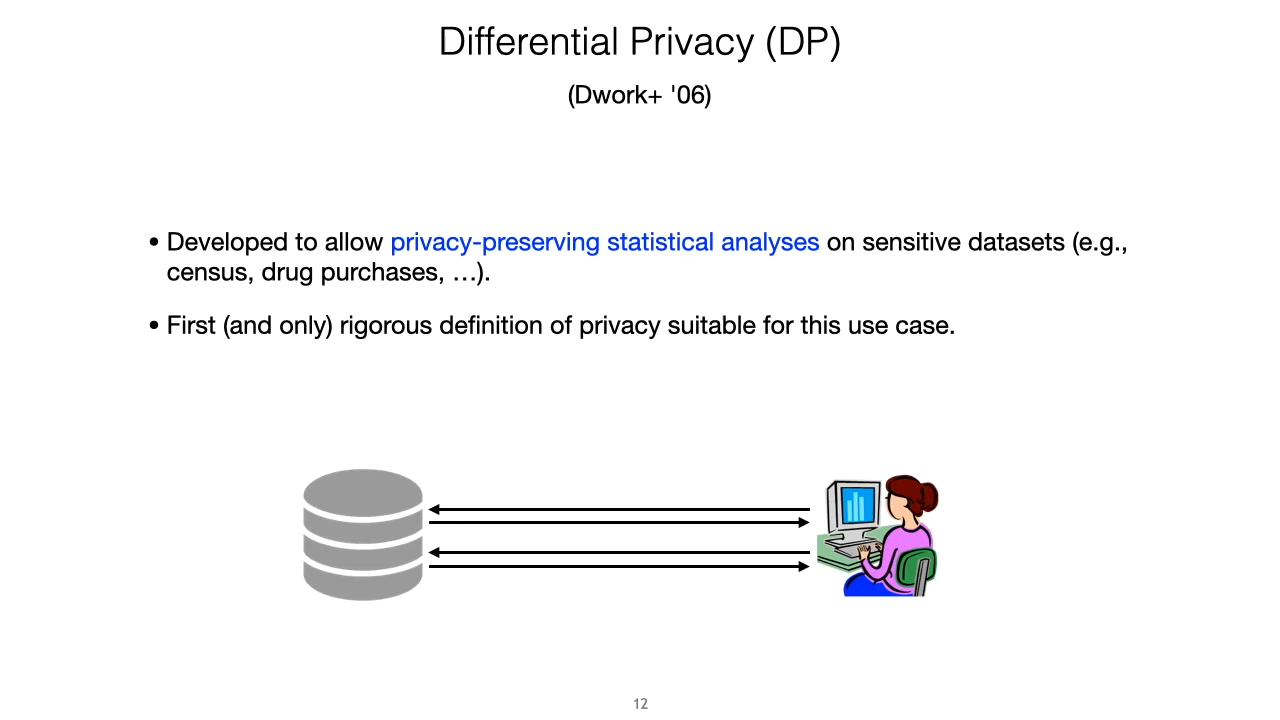 Differential Privacy (DP)
(Dwork+ '06)
• Developed to allow privacy-preserving statistical analyses on sensitive datasets (e.g.,
census, drug purchases, …).
• First (and only) rigorous definition of privacy suitable for this use case.
12